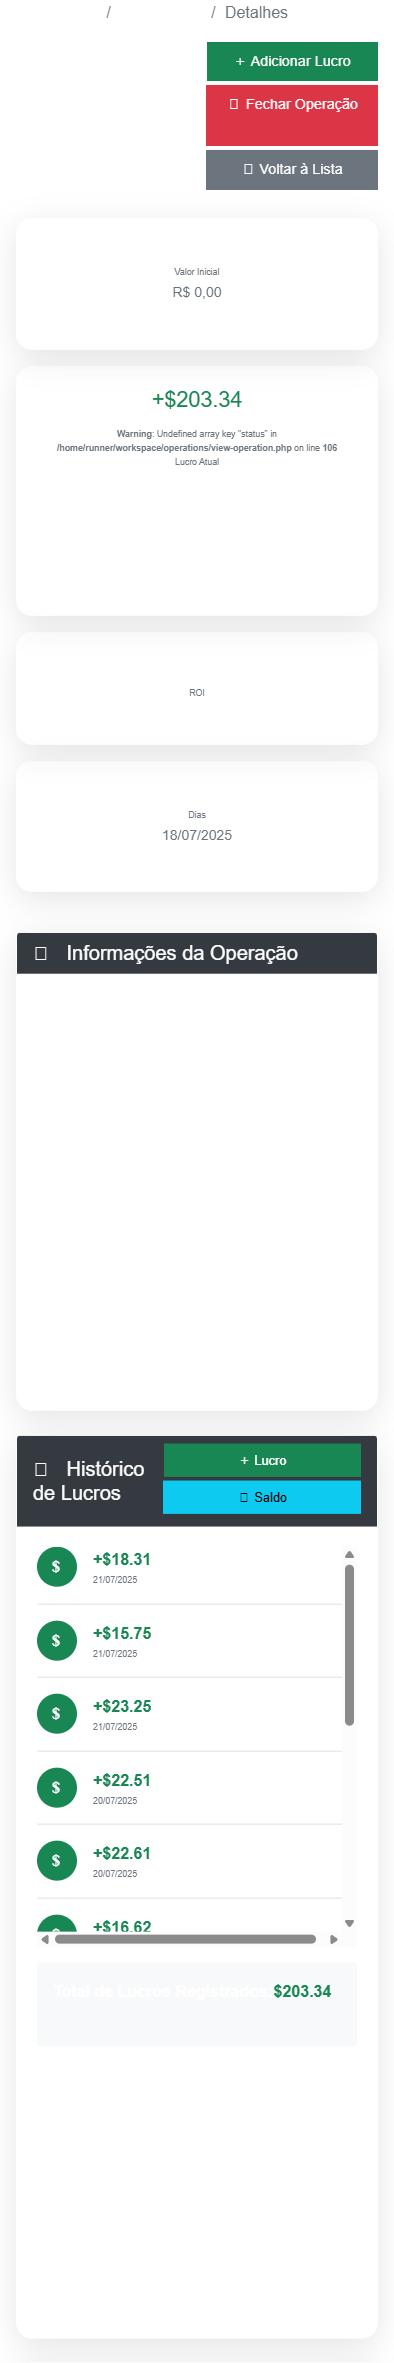 / / Detalhes
+ Adicionar Lucro
Fechar Operação
Voltar à Lista
Valor Inicial
R$ 0,00
+$203.34
Warning: Undefined array key "status" in
/home/runner/workspace/operations/view-operation.php on line 106
Lucro Atual
ROI
Dias
18/07/2025
Informações da Operação
Histórico
de Lucros
+ Lucro
Saldo
$ +$18.31
21/07/2025
$ +$15.75
21/07/2025
$ +$23.25
21/07/2025
$ +$22.51
20/07/2025
$ +$22.61
20/07/2025
+$16.62
Total de Lucros Registrados $203.34